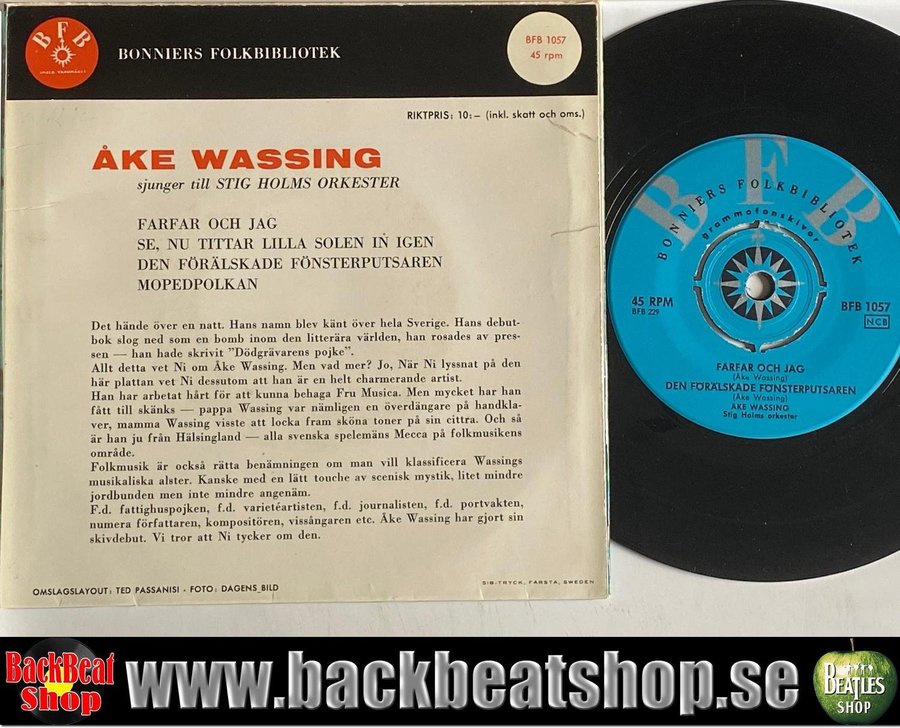 BFB
BONNIERS FOLKBIBLIOTEK
BFB 1057
45 rpm
RIKTPRIS: 10:— (inkl. skatt och oms.)
ÅKE WASSING
sjunger till STIG HOLMS ORKESTER
FARFAR OCH JAG
SE, NU TITTAR LILLA SOLEN IN IGEN
DEN FÖRÄLSKADE FÖNSTERPUTSAREN
MOPEDPOLKAN
Det hände över en natt. Hans namn blev känt över hela Sverige. Hans debut-
bok slog ned som en bomb inom den litterära världen, han rosades av pres-
sen — han hade skrivit ”Dödgrävarens pojke”.
Allt detta vet Ni om Åke Wassing. Men vad mer? Jo, När Ni lyssnat på den
här plattan vet Ni dessutom att han är en helt charmerande artist.
Han har arbetat hårt för att kunna behaga Fru Musica. Men mycket har han
fått till skänks — pappa Wassing var nämligen en överdängare på handkla-
ver, mamma Wassing visste att locka fram sköna toner på sin cittra. Och så
är han ju från Hälsingland — alla svenska spelemäns Mecca på folkmusikens
område.
Folkmusik är också rätta benämningen om man vill klassificera Wassings
musikaliska alster. Kanske med en lätt touche av scenisk mystik, litet mindre
jordbunden men inte mindre angenäm.
F.d. fattighuspojken, f.d. varietéartisten, f.d. journalisten, f.d. portvakten,
numera författaren, kompositören, vissångaren etc. Åke Wassing har gjort sin
skivdebut. Vi tror att Ni tycker om den.
OMSLAGSLAYOUT: TED PASSANISI - FOTO: DAGENS BILD
SIB-TRYCK, FARSTA, SWEDEN
BFB
BONNIERS FOLKBIBLIOTEK
grammofonskivor
45 RPM
BFB 229
BFB 1057
NCB
FARFAR OCH JAG
(Åke Wassing)
DEN FÖRÄLSKADE FÖNSTERPUTSAREN
(Åke Wassing)
ÅKE WASSING
Stig Holms orkester
BackBeat
Shop
www.backbeatshop.se
BEATLES
SHOP